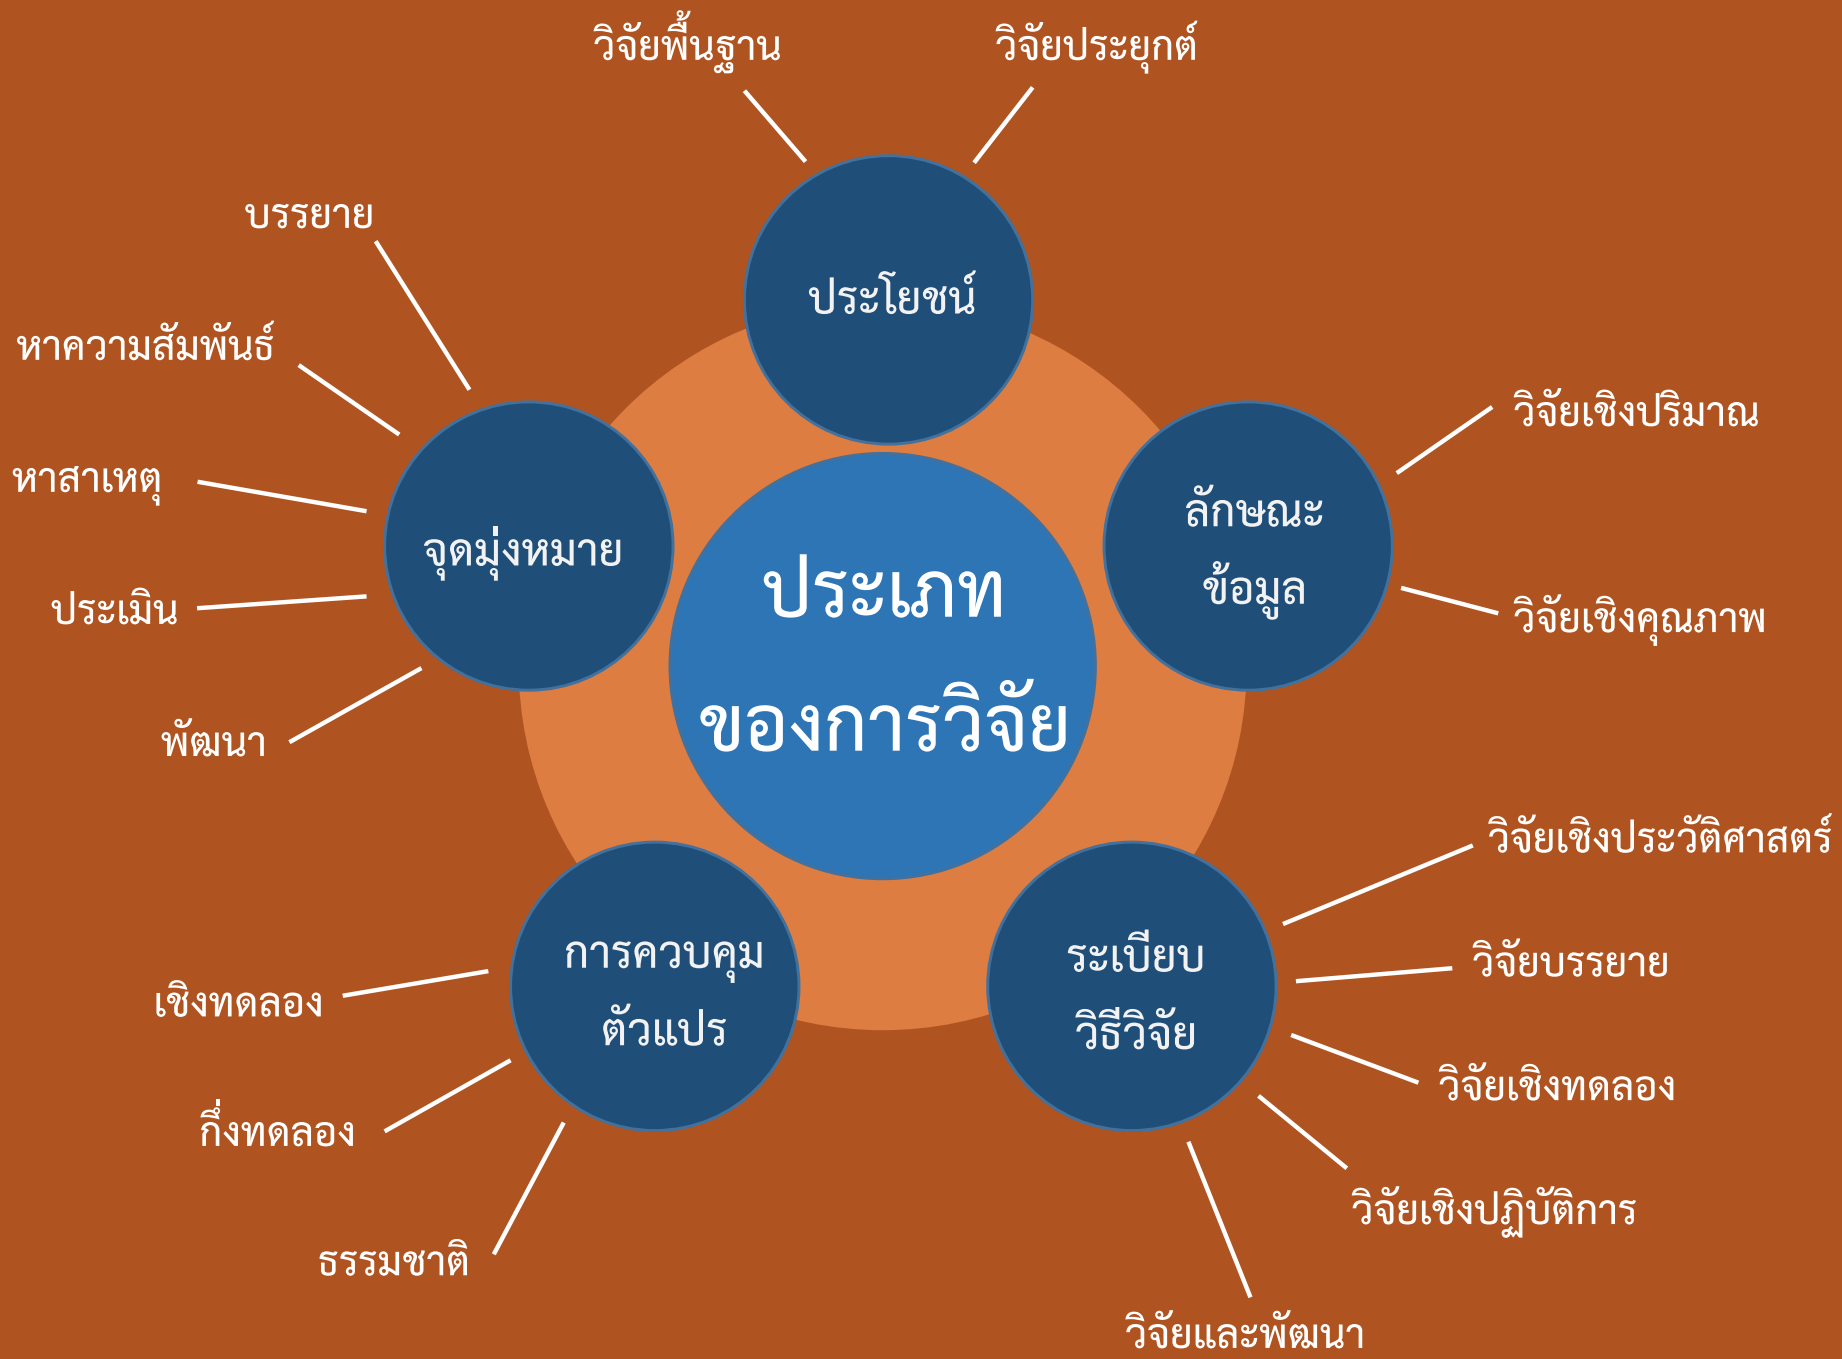 วิจัยพื้นฐาน
วิจัยประยุกต์
ประโยชน์
บรรยาย
หาความสัมพันธ์
หาสาเหตุ
ประเมิน
พัฒนา
จุดมุ่งหมาย
ประเภท
ของการวิจัย
ลักษณะ
ข้อมูล
วิจัยเชิงปริมาณ
วิจัยเชิงคุณภาพ
การควบคุม
ตัวแปร
เชิงทดลอง
กึ่งทดลอง
ธรรมชาติ
ระเบียบ
วิธีวิจัย
วิจัยเชิงประวัติศาสตร์
วิจัยบรรยาย
วิจัยเชิงทดลอง
วิจัยเชิงปฏิบัติการ
วิจัยและพัฒนา